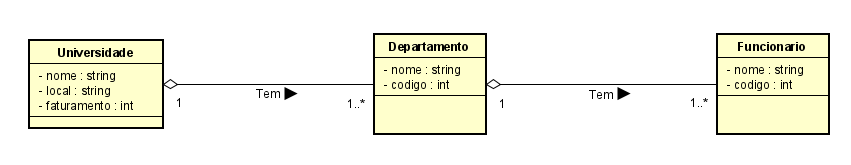 Universidade
- nome : string
- local : string
- faturamento : int
1
Tem
1..*
Departamento
- nome : string
- codigo : int
1
Tem
1..*
Funcionario
- nome : string
- codigo : int